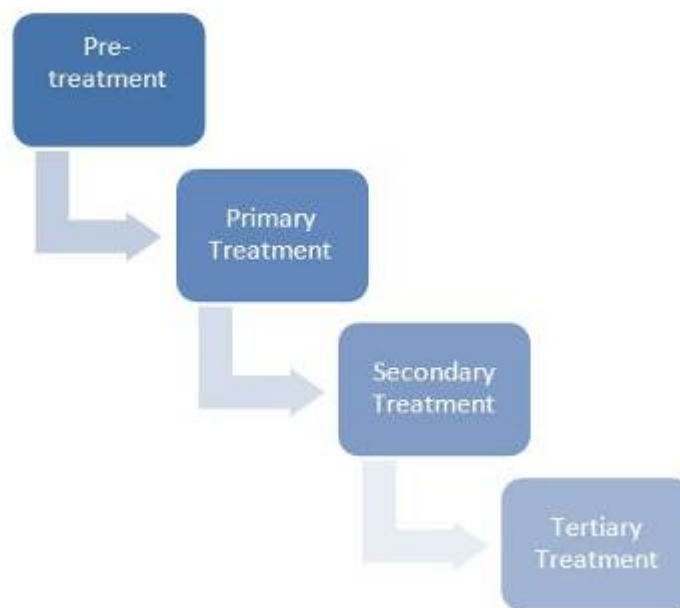 Pre-
treatment
Primary
Treatment
Secondary
Treatment
Tertiary
Treatment